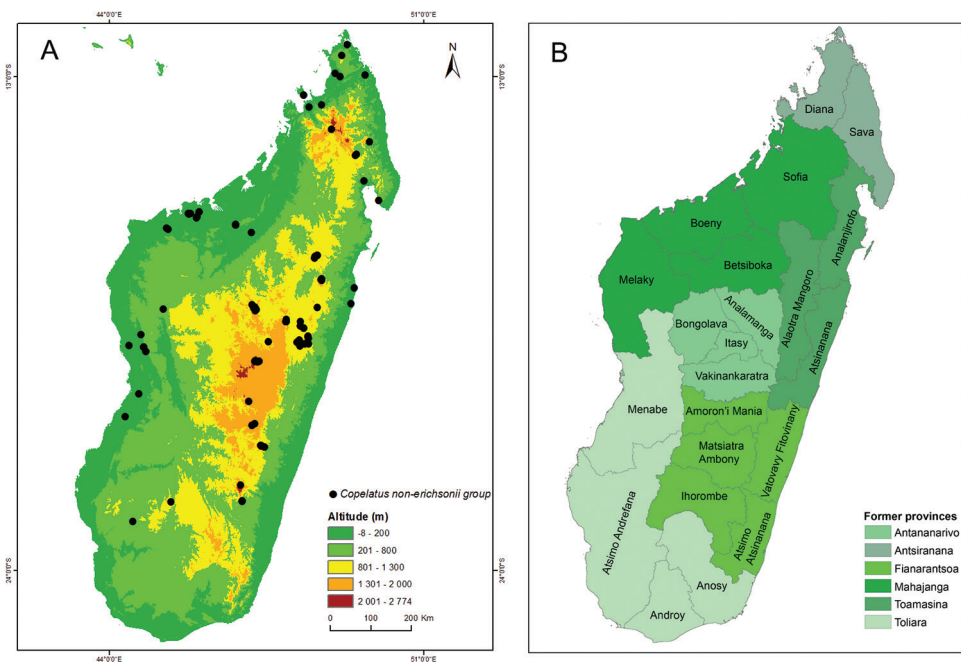 A
44°0'0"E
51°0'0"E
N
13°0'0"S
13°0'0"S
24°0'0"S
24°0'0"S
Copelatus non-erichsonii group
Altitude (m)
-8 - 200
201 - 800
801 - 1 300
1 301 - 2 000
2 001 - 2 774
0 100 200 Km
44°0'0"E
51°0'0"E
B
Diana
Sava
Sofia
Boeny
Analanjirofo
Betsiboka
Melaky
Alaotra Mangoro
Analamanga
Bongolava
Atsinanana
Itasy
Vakinankaratra
Menabe
Amoron'i Mania
Matsiatra
Ambony
Vatovavy Fitovinany
Ihorombe
Atsimo Andrefana
Atsimo
Atsinanana
Anosy
Androy
Former provinces
Antananarivo
Antsiranana
Fianarantsoa
Mahajanga
Toamasina
Toliara